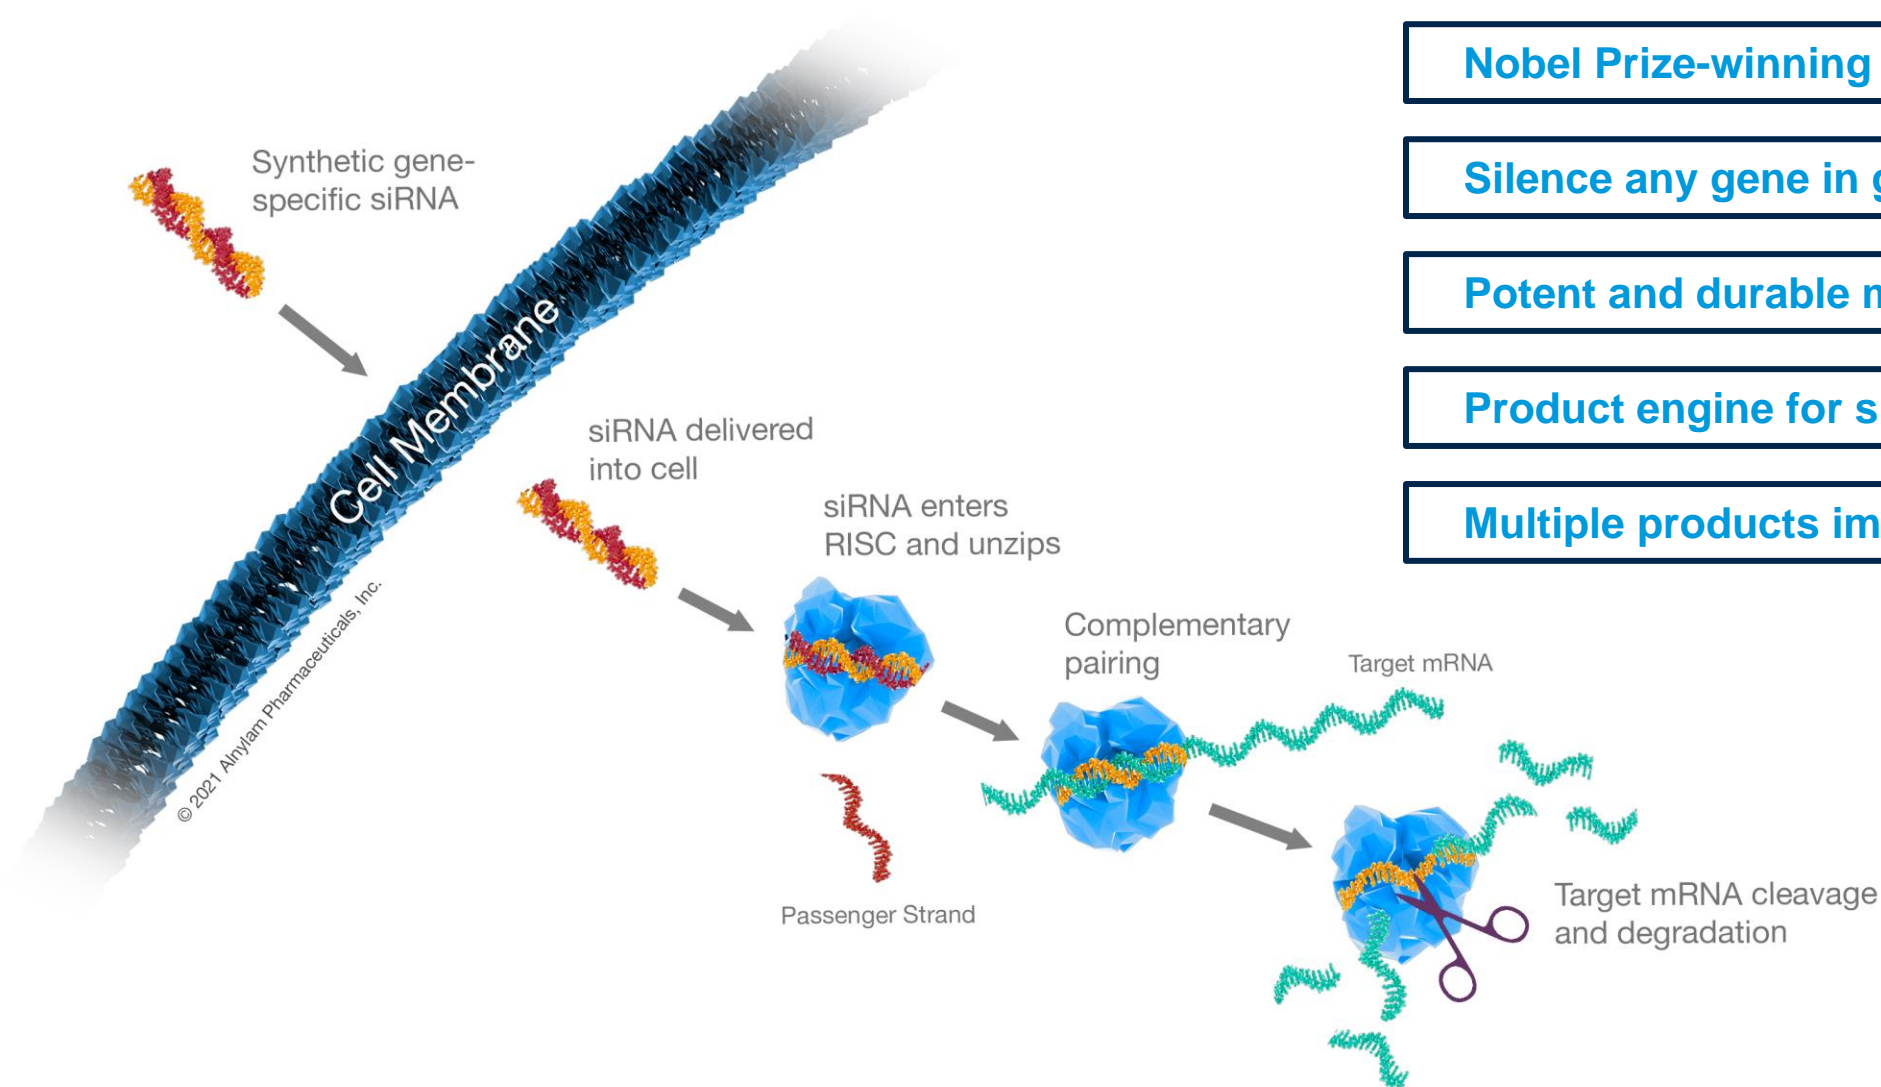 Nobel Prize-winning
Silence any gene in
Potent and durable
Product engine for
Multiple products
Synthetic gene-
specific siRNA
Cell Membrane
© 2021 Alnylam Pharmaceuticals, Inc.
siRNA delivered
into cell
siRNA enters
RISC and unzips
Complementary
pairing
Target mRNA
Passenger Strand
Target mRNA cleavage
and degradation